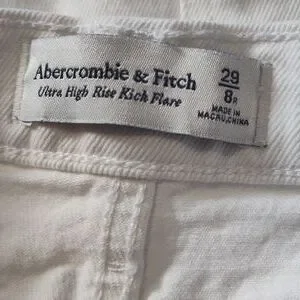 Abercrombie & Fitch
Ultra High Rise Kick Flare
29
8R
MADE IN
MACAU,CHINA